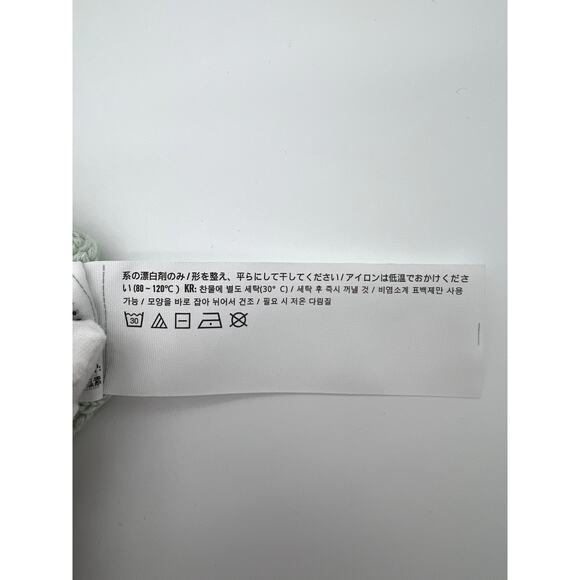 系の漂白剤のみ/形を整え、平らにして干してください/アイロンは低温でおかけくださ
い(80~120℃) KR: 찬물에 별도 세탁(30° C) / 세탁 후 즉시 꺼낼 것 / 비염소계 표백제만 사용
가능 / 모양을 바로 잡아 뉘어서 건조 / 필요 시 저온 다림질
30